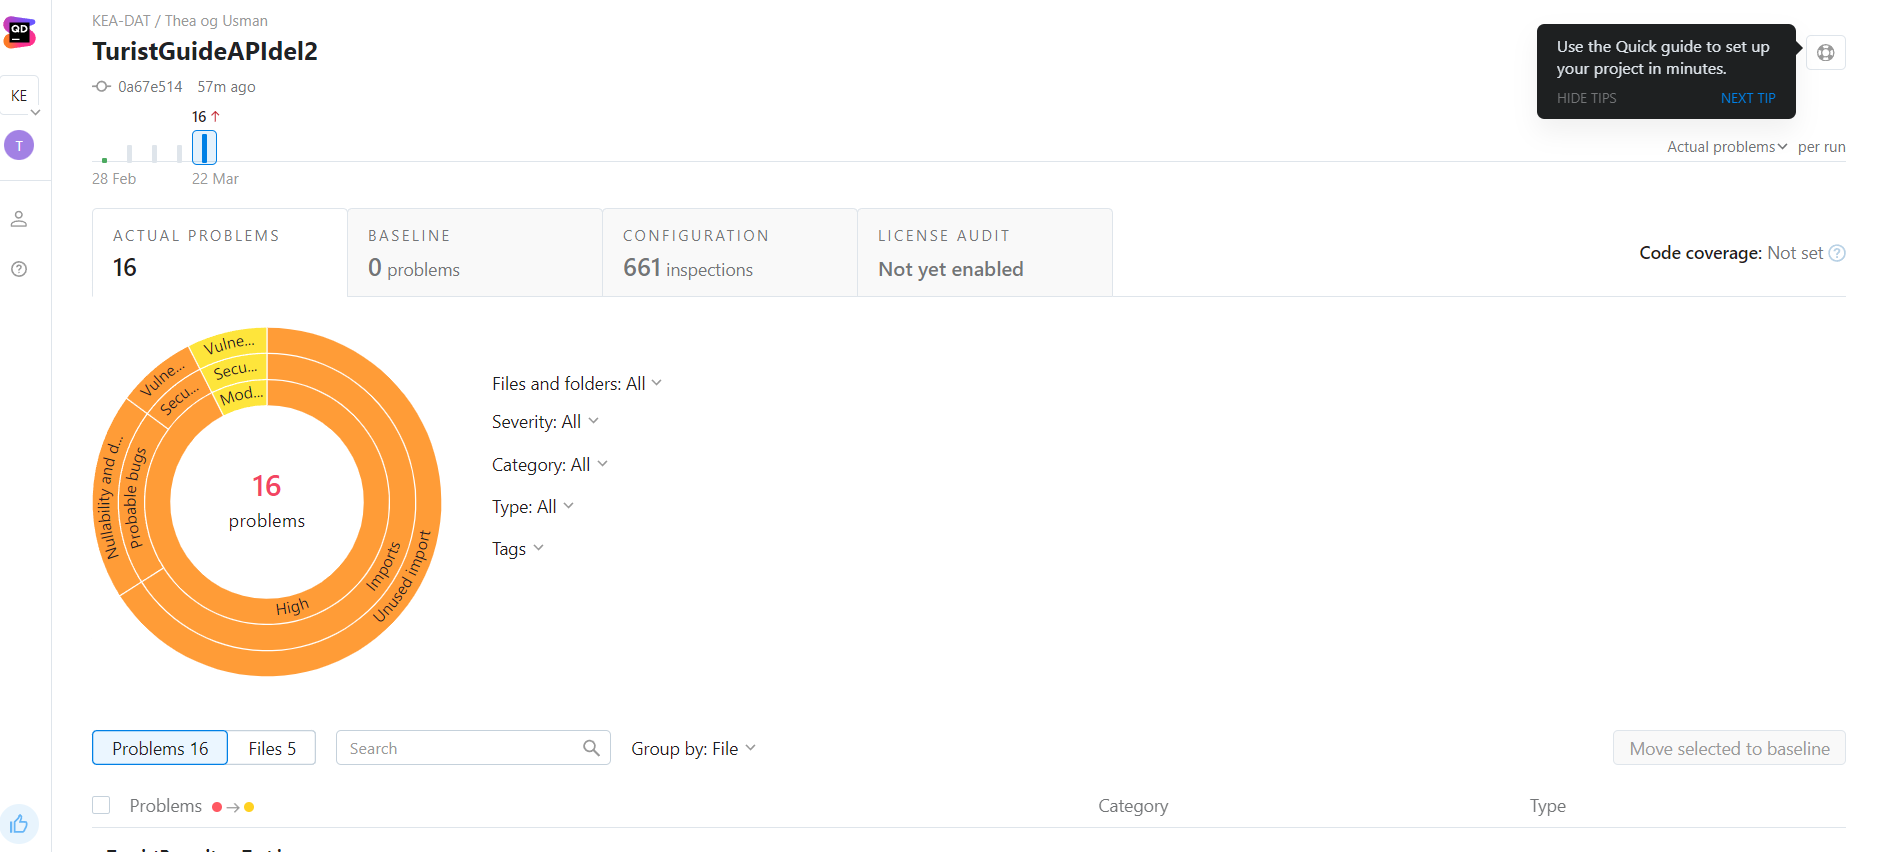 QD
KE
T
KEA-DAT / Thea og Usman
TuristGuideAPIdel2
0a67e514 57m ago
16 ↑
28 Feb 22 Mar
Use the Quick guide to set up
your project in minutes.
HIDE TIPS NEXT TIP
Actual problems per run
ACTUAL PROBLEMS
16
BASELINE
0 problems
CONFIGURATION
661 inspections
LICENSE AUDIT
Not yet enabled
Code coverage: Not set ?
Vulne...
Secu...
Mod...
Vulne...
Secu...
Nullability and d...
Probable bugs
16
problems
High
Imports
Unused import
Files and folders: All
Severity: All
Category: All
Type: All
Tags
Problems 16 Files 5 Search Group by: File Move selected to baseline
Problems → Category Type